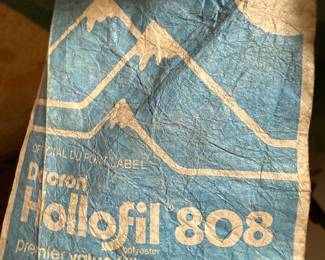 OFFICIAL DU PONT LABEL
Dacron®
Hollofil® 808
polyester
premier value